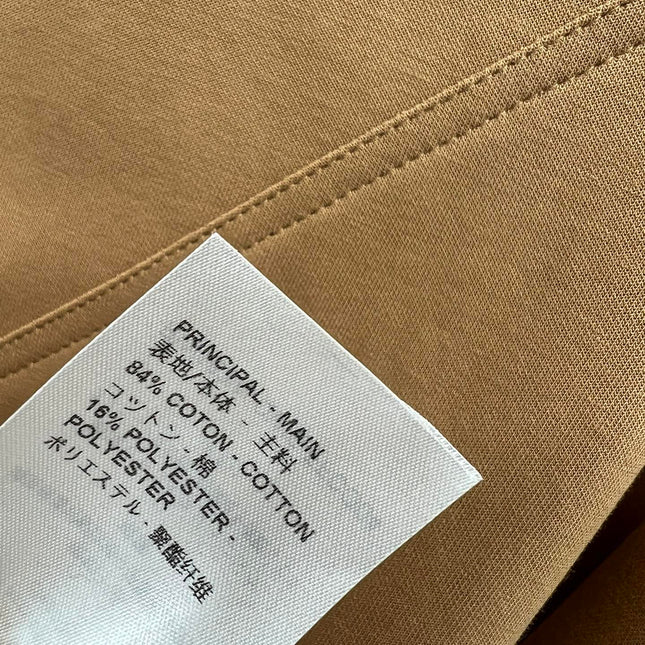 PRINCIPAL - MAIN
表地/本体 - 主料
84% COTON - COTTON
コットン - 棉
16% POLYESTER -
POLYESTER
ポリエステル - 聚酯纤维